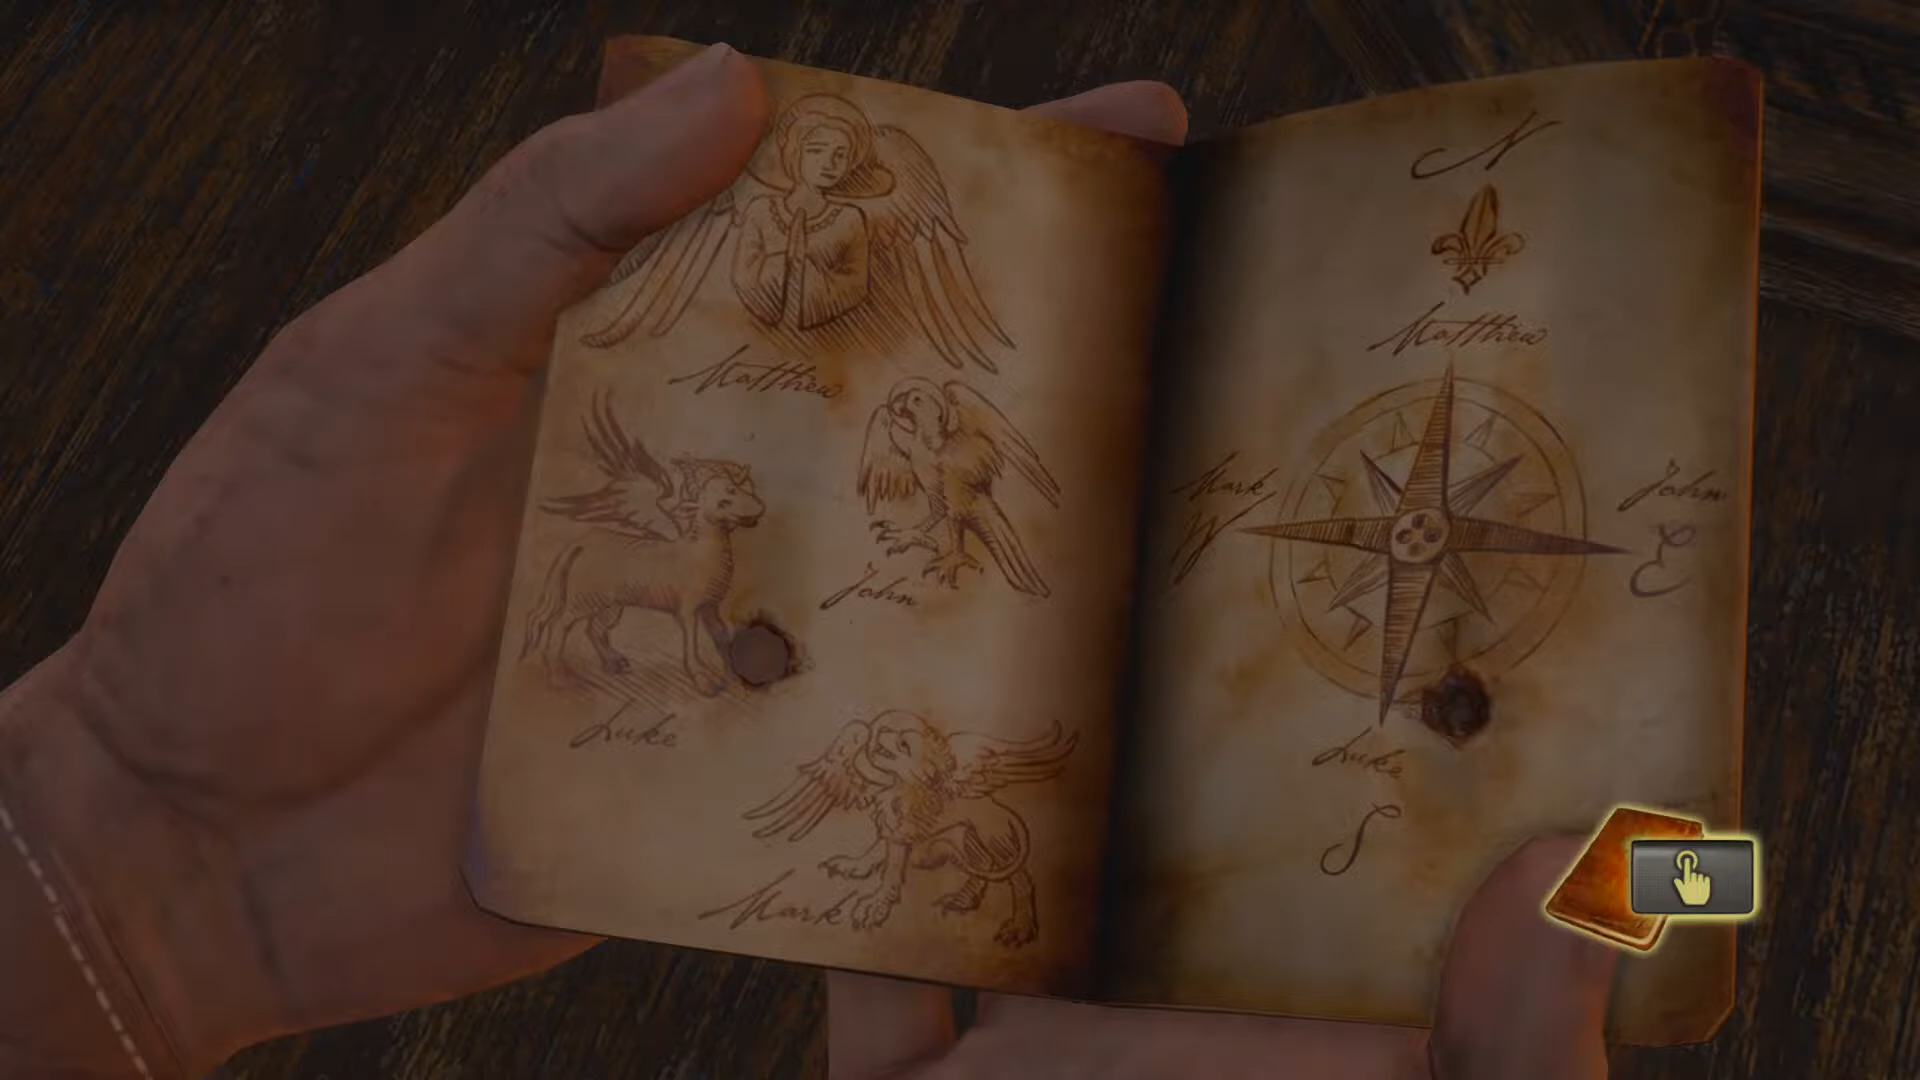 Matthew
John
Luke
Mark
N
Matthew
Mark
W
John
E
Luke
S